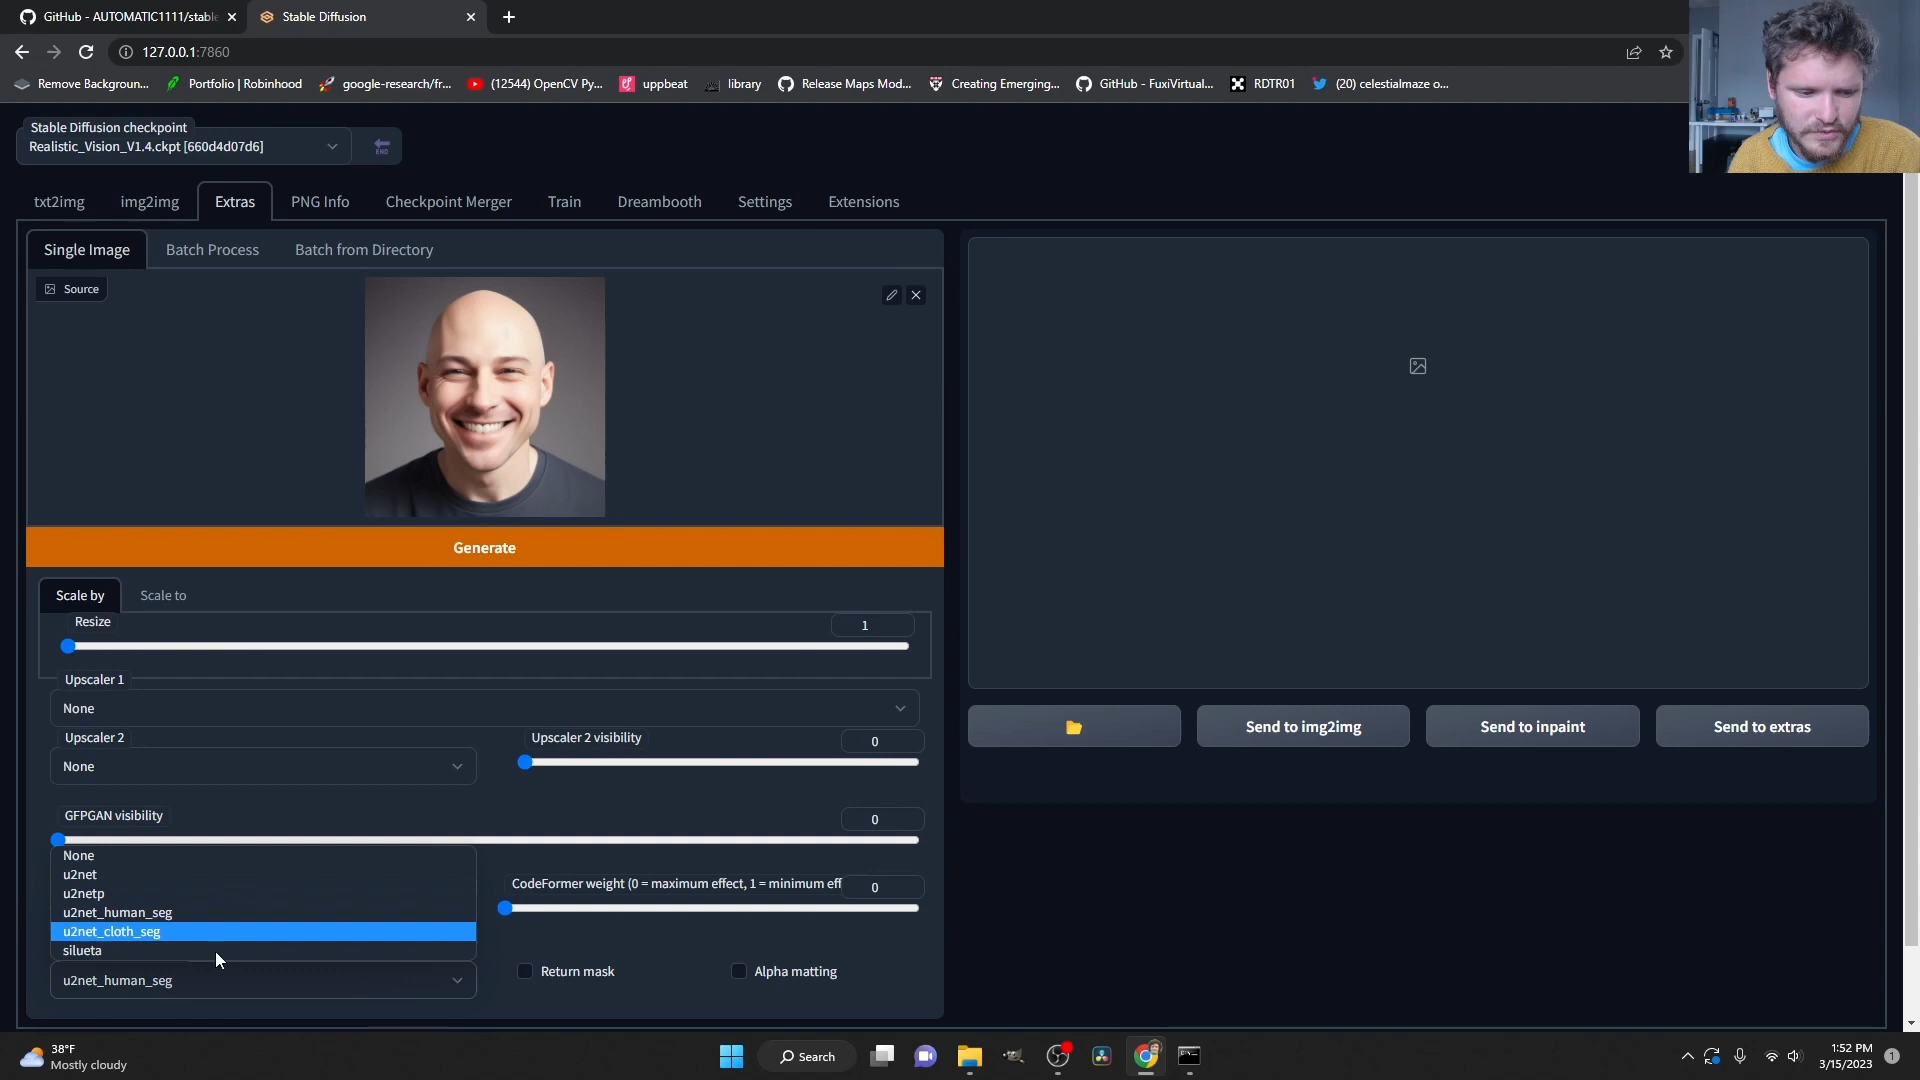 GitHub - AUTOMATIC1111/stable
Stable Diffusion
127.0.0.1:7860
Remove Backgroun...
Portfolio | Robinhood
google-research/fr...
(12544) OpenCV Py...
uppbeat
library
Release Maps Mod...
Creating Emerging...
GitHub - FuxiVirtual...
RDTR01
(20) celestialmaze o...
Stable Diffusion checkpoint
Realistic_Vision_V1.4.ckpt [660d4d07d6]
END
txt2img
img2img
Extras
PNG Info
Checkpoint Merger
Train
Dreambooth
Settings
Extensions
Single Image
Batch Process
Batch from Directory
Source
Generate
Scale by
Scale to
Resize
1
Upscaler 1
None
Upscaler 2
None
Upscaler 2 visibility
0
GFPGAN visibility
0
None
u2net
u2netp
u2net_human_seg
u2net_cloth_seg
silueta
u2net_human_seg
CodeFormer weight (0 = maximum effect, 1 = minimum eff
0
Return mask
Alpha matting
Send to img2img
Send to inpaint
Send to extras
38°F
Mostly cloudy
Search
1:52 PM
3/15/2023
1